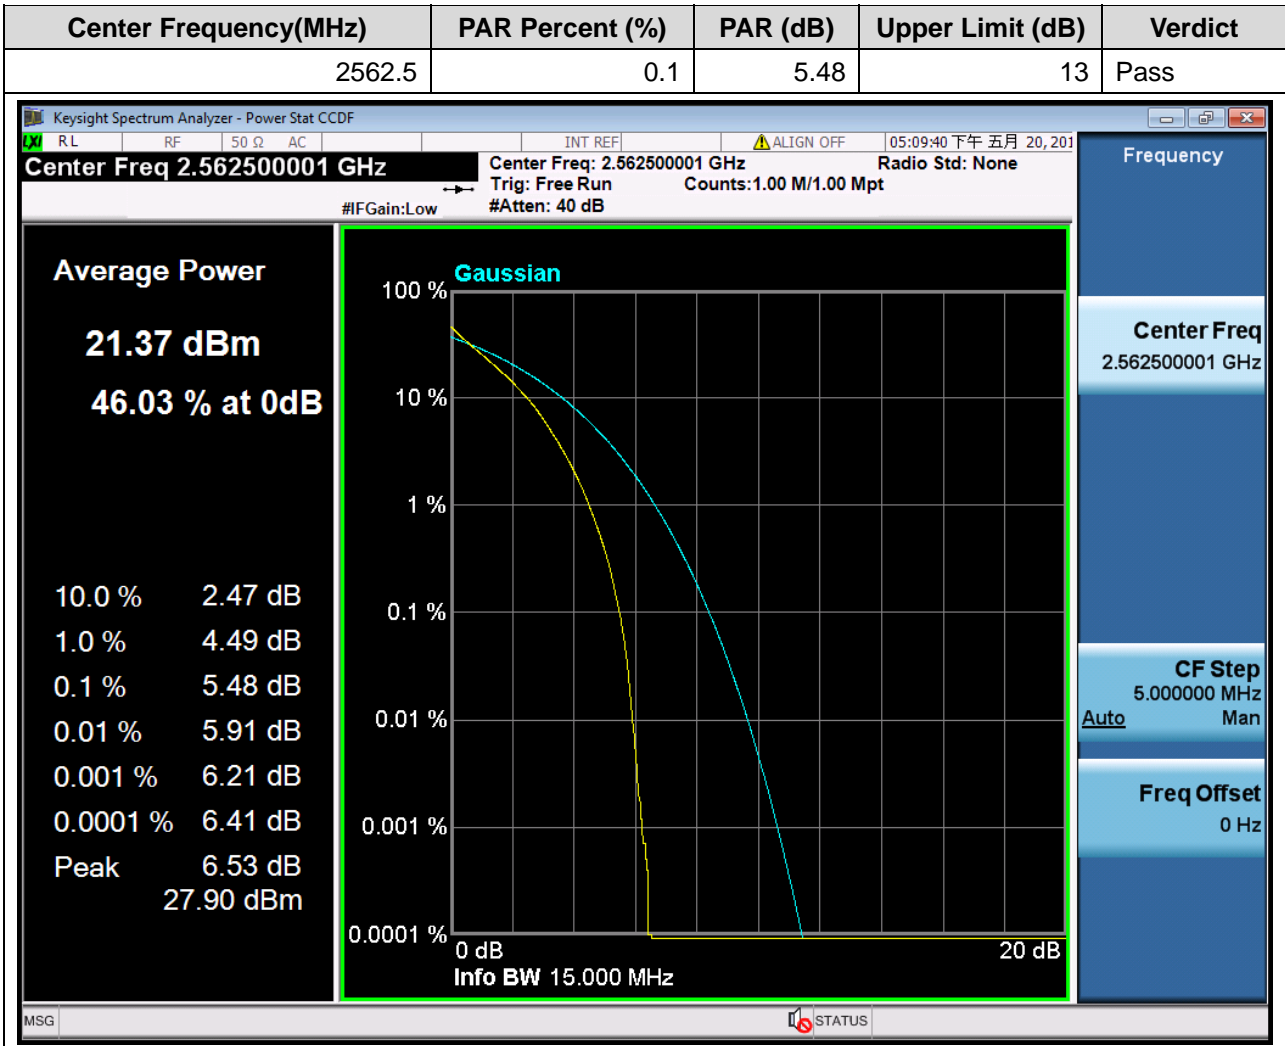 Center Frequency(MHz) PAR Percent (%) PAR (dB) Upper Limit (dB) Verdict
2562.5 0.1 5.48 13 Pass
Keysight Spectrum Analyzer - Power Stat CCDF
LXI RL RF 50 Ω AC INT REF ALIGN OFF 05:09:40 下午 五月 20, 201
Center Freq 2.562500001 GHz
Center Freq: 2.562500001 GHz Radio Std: None
Trig: Free Run Counts:1.00 M/1.00 Mpt
#IFGain:Low #Atten: 40 dB
Frequency
Average Power
21.37 dBm
46.03 % at 0dB
10.0 % 2.47 dB
1.0 % 4.49 dB
0.1 % 5.48 dB
0.01 % 5.91 dB
0.001 % 6.21 dB
0.0001 % 6.41 dB
Peak 6.53 dB
27.90 dBm
Gaussian
100 %
10 %
1 %
0.1 %
0.01 %
0.001 %
0.0001 %
0 dB 20 dB
Info BW 15.000 MHz
Center Freq
2.562500001 GHz
CF Step
5.000000 MHz
Auto Man
Freq Offset
0 Hz
MSG STATUS